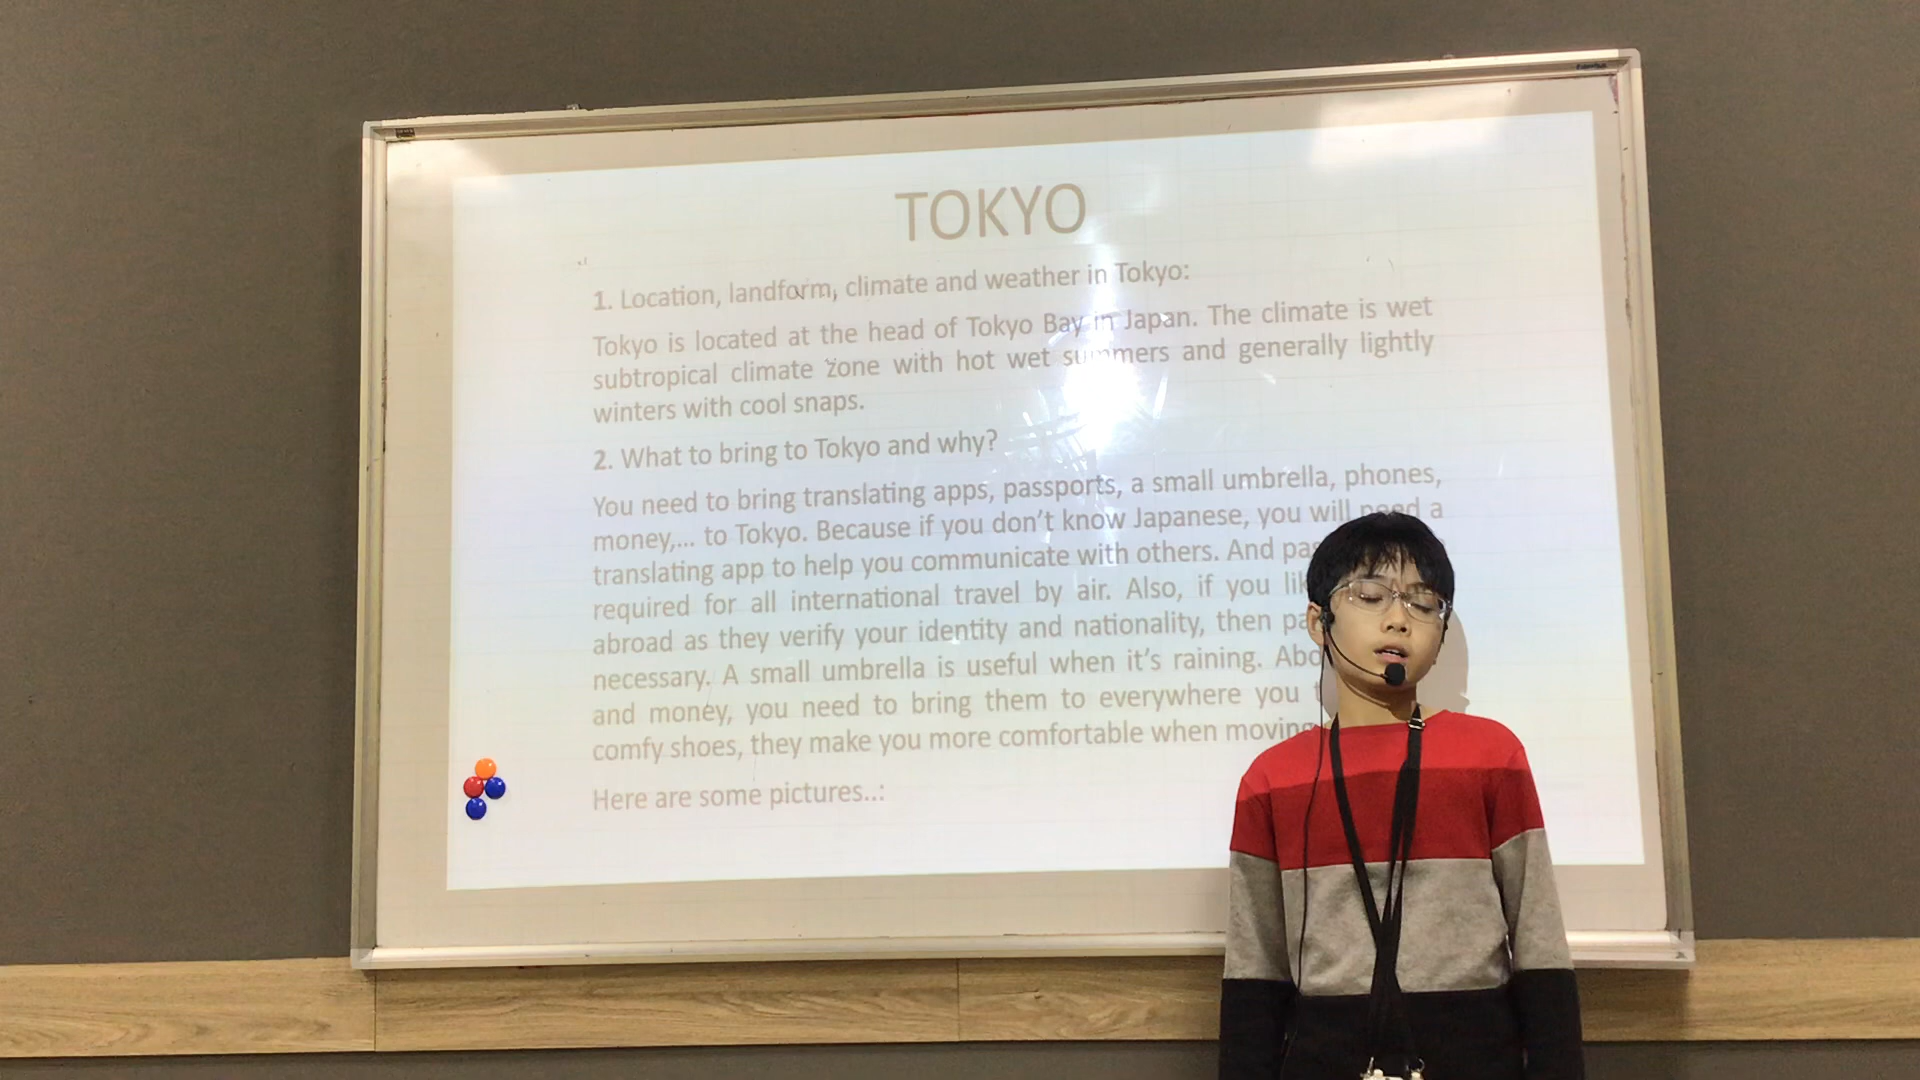 TOKYO
1. Location, landform, climate and weather in Tokyo:
Tokyo is located at the head of Tokyo Bay in Japan. The climate is wet
subtropical climate zone with hot wet summers and generally lightly
winters with cool snaps.
2. What to bring to Tokyo and why?
You need to bring translating apps, passports, a small umbrella, phones,
money,... to Tokyo. Because if you don't know Japanese, you will need a
translating app to help you communicate with others. And
required for all international travel by air. Also, if you
abroad as they verify your identity and nationality, then
necessary. A small umbrella is useful when it's raining.
and money, you need to bring them to everywhere you
comfy shoes, they make you more comfortable when moving
Here are some pictures..: